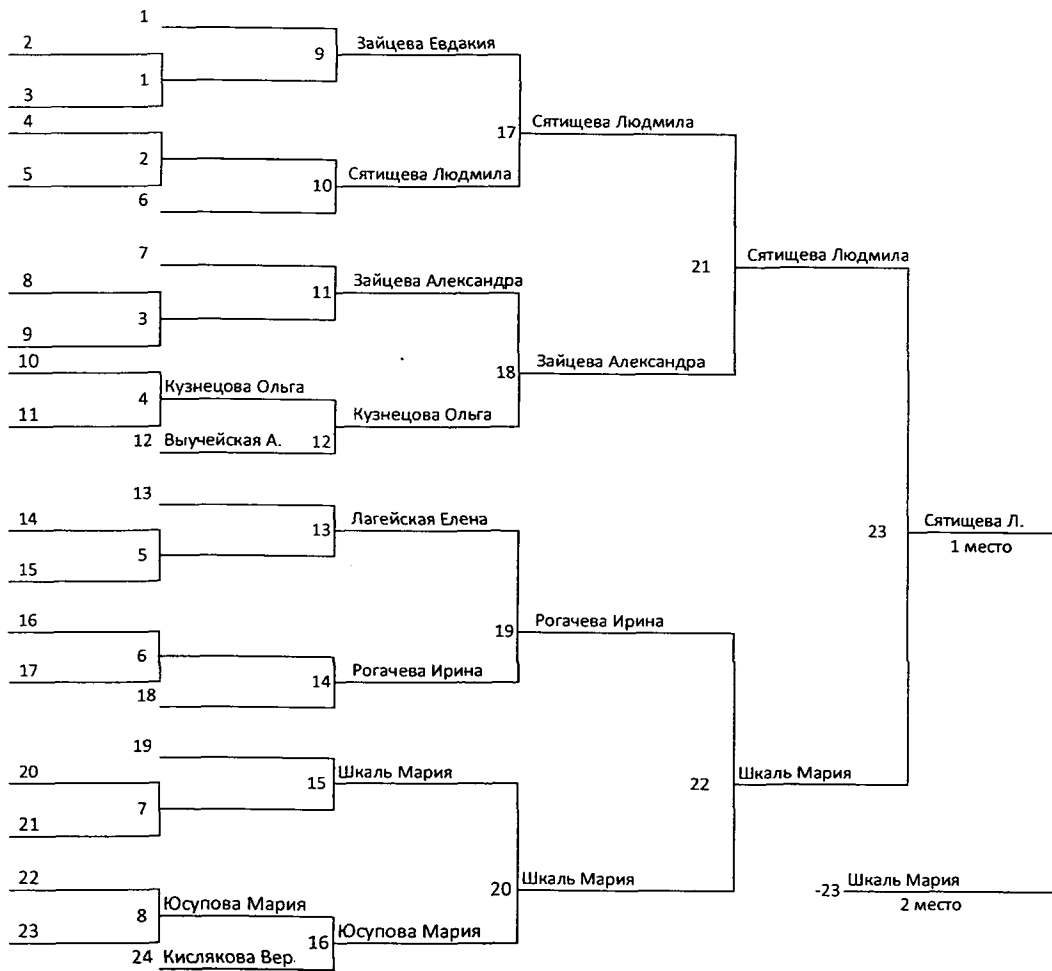 1
2
9 Зайцева Евдакия
1
3
4
17 Сятищева Людмила
2
5
10 Сятищева Людмила
6
7
21 Сятищева Людмила
8
11 Зайцева Александра
3
9
10
18 Зайцева Александра
4 Кузнецова Ольга
11
Кузнецова Ольга
12 Выучейская А. 12
13
14
13 Лагейская Елена
23 Сятищева Л.
1 место
5
15
16
19 Рогачева Ирина
6
17
14 Рогачева Ирина
18
19
20
15 Шкаль Мария
22 Шкаль Мария
7
21
22
20 Шкаль Мария
-23 Шкаль Мария
2 место
8 Юсупова Мария
23
16 Юсупова Мария
24 Кислякова Вер.